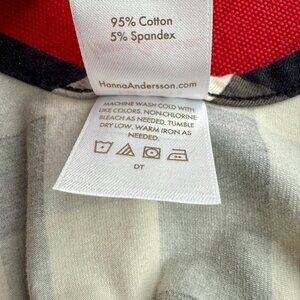 95% Cotton
5% Spandex
HannaAndersson.com
MACHINE WASH COLD WITH
LIKE COLORS. NON-CHLORINE
BLEACH AS NEEDED. TUMBLE
DRY LOW. WARM IRON AS
NEEDED.
DT